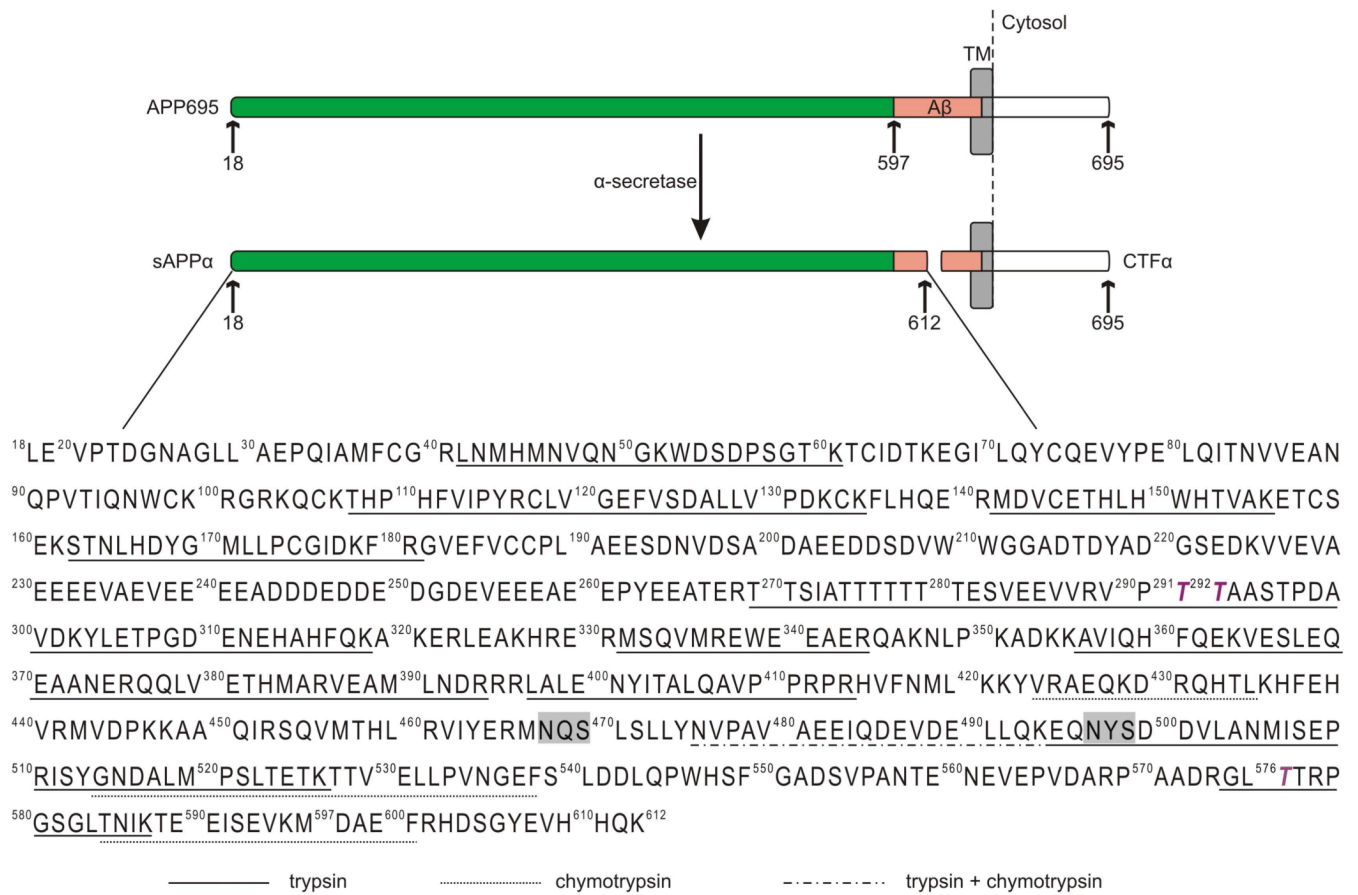 Cytosol
TM
APP695
Aβ
18
597
695
α-secretase
sAPPα
CTFα
18
612
695
¹⁸LE²⁰VPTDGNAGLL³⁰AEPQIAMFCG⁴⁰RLNMHMNVQN⁵⁰GKWDSDPSGT⁶⁰KTCIDTKEGI⁷⁰LQYCQEVYPE⁸⁰LQITNVVEAN
⁹⁰QPVTIQNWCK¹⁰⁰RGRKQCKTHP¹¹⁰HFVIPYRCLV¹²⁰GEFVSDALLV¹³⁰PDKCKFLHQE¹⁴⁰RMDVCETHLH¹⁵⁰WHTVAKETCS
¹⁶⁰EKSTNLHDYG¹⁷⁰MLLPCGIDKF¹⁸⁰RGVEFVCCPL¹⁹⁰AEESDNVDSA²⁰⁰DAEEDDSDVW²¹⁰WGGADTDYAD²²⁰GSEDKVVEVA
²³⁰EEEEVAEVEE²⁴⁰EEADDDEDDE²⁵⁰DGDEVEEEAE²⁶⁰EPYEEATERT²⁷⁰TSIATTTTTT²⁸⁰TESVEEVVRV²⁹⁰P²⁹¹T²⁹²TAASTPDA
³⁰⁰VDKYLETPGD³¹⁰ENEHAHFQKA³²⁰KERLEAKHRE³³⁰RMSQVMREWE³⁴⁰EAERQAKNLP³⁵⁰KADKKAVIQH³⁶⁰FQEKVESLEQ
³⁷⁰EAANERQQLV³⁸⁰ETHMARVEAM³⁹⁰LNDRRRLALE⁴⁰⁰NYITALQAVP⁴¹⁰PRPRHVFNML⁴²⁰KKYVRAEQKD⁴³⁰RQHTLKHFEH
⁴⁴⁰VRMVDPKKAA⁴⁵⁰QIRSQVMTHL⁴⁶⁰RVIYERMNQS⁴⁷⁰LSLLYNVPAV⁴⁸⁰AEEIQDEVDE⁴⁹⁰LLQKEQNYSD⁵⁰⁰DVLANMISEP
⁵¹⁰RISYGNDALM⁵²⁰PSLTETKTTV⁵³⁰ELLPVNGEFS⁵⁴⁰LDDLQPWHSF⁵⁵⁰GADSVPANTE⁵⁶⁰NEVEPVDARP⁵⁷⁰AADRGL⁵⁷⁶TTRP
⁵⁸⁰GSGLTNIKTE⁵⁹⁰EISEVKM⁵⁹⁷DAE⁶⁰⁰FRHDSGYEVH⁶¹⁰HQK⁶¹²
trypsin
chymotrypsin
trypsin + chymotrypsin